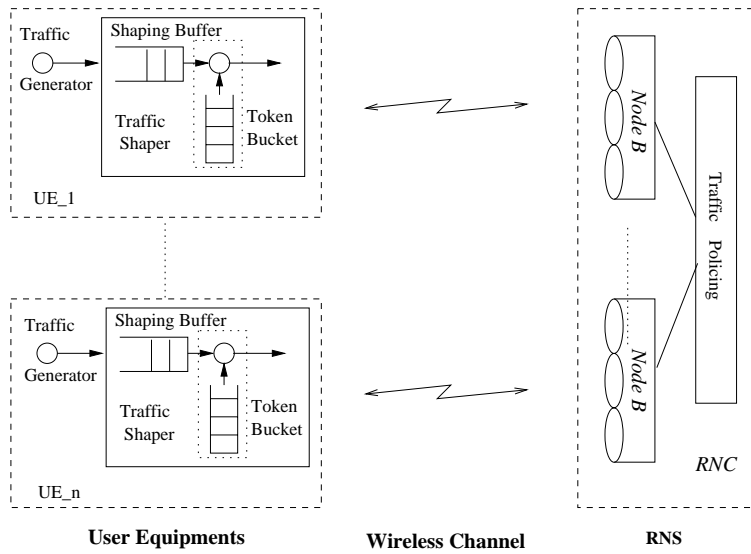 Traffic
Generator
Shaping Buffer
Traffic
Shaper
Token
Bucket
UE_1
Node B
Traffic Policing
Traffic
Generator
Shaping Buffer
Traffic
Shaper
Token
Bucket
UE_n
Node B
RNC
User Equipments
Wireless Channel
RNS